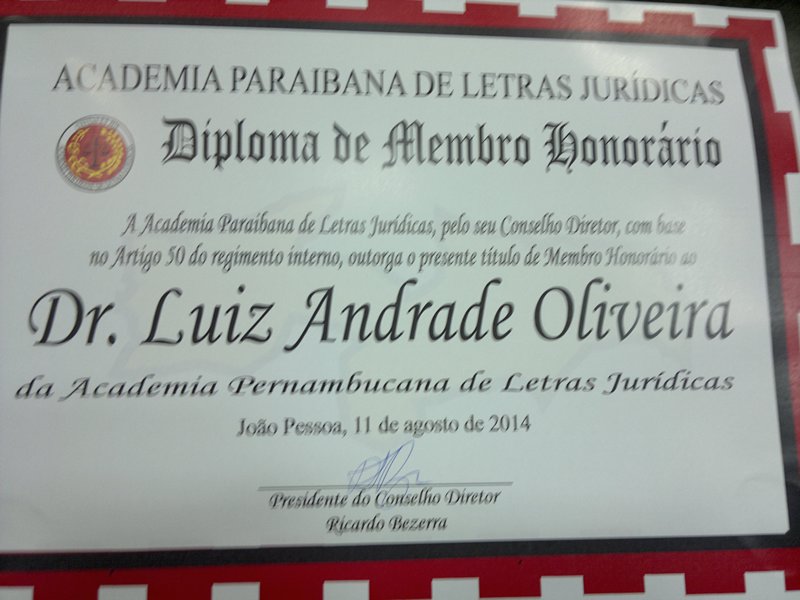 ACADEMIA PARAIBANA DE LETRAS JURÍDICAS
Diploma de Membro Honorário
A Academia Paraibana de Letras Jurídicas, pelo seu Conselho Diretor, com base
no Artigo 50 do regimento interno, outorga o presente título de Membro Honorário ao
Dr. Luiz Andrade Oliveira
da Academia Pernambucana de Letras Jurídicas
João Pessoa, 11 de agosto de 2014
Presidente do Conselho Diretor
Ricardo Bezerra